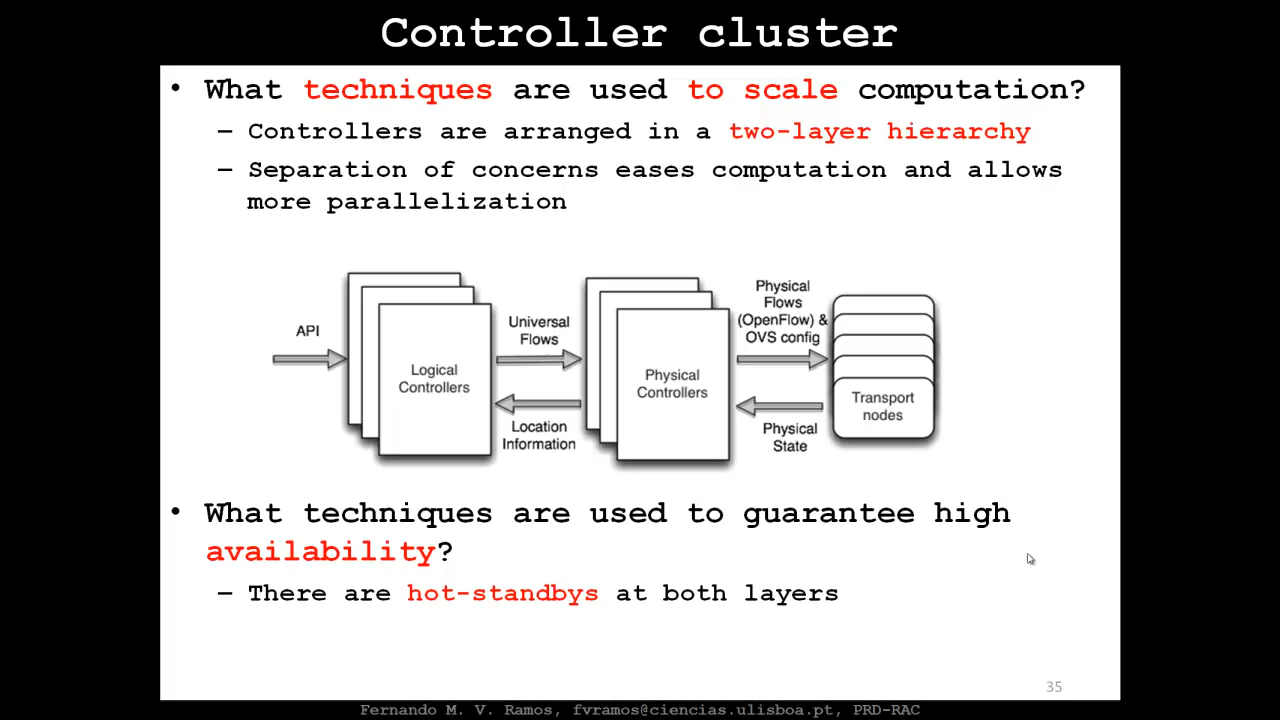 Controller cluster
• What techniques are used to scale computation?
– Controllers are arranged in a two-layer hierarchy
– Separation of concerns eases computation and allows
more parallelization
API
Logical
Controllers
Universal
Flows
Location
Information
Physical
Controllers
Physical
Flows
(OpenFlow) &
OVS config
Physical
State
Transport
nodes
• What techniques are used to guarantee high
availability?
– There are hot-standbys at both layers
35
Fernando M. V. Ramos, fvramos@ciencias.ulisboa.pt, PRD-RAC